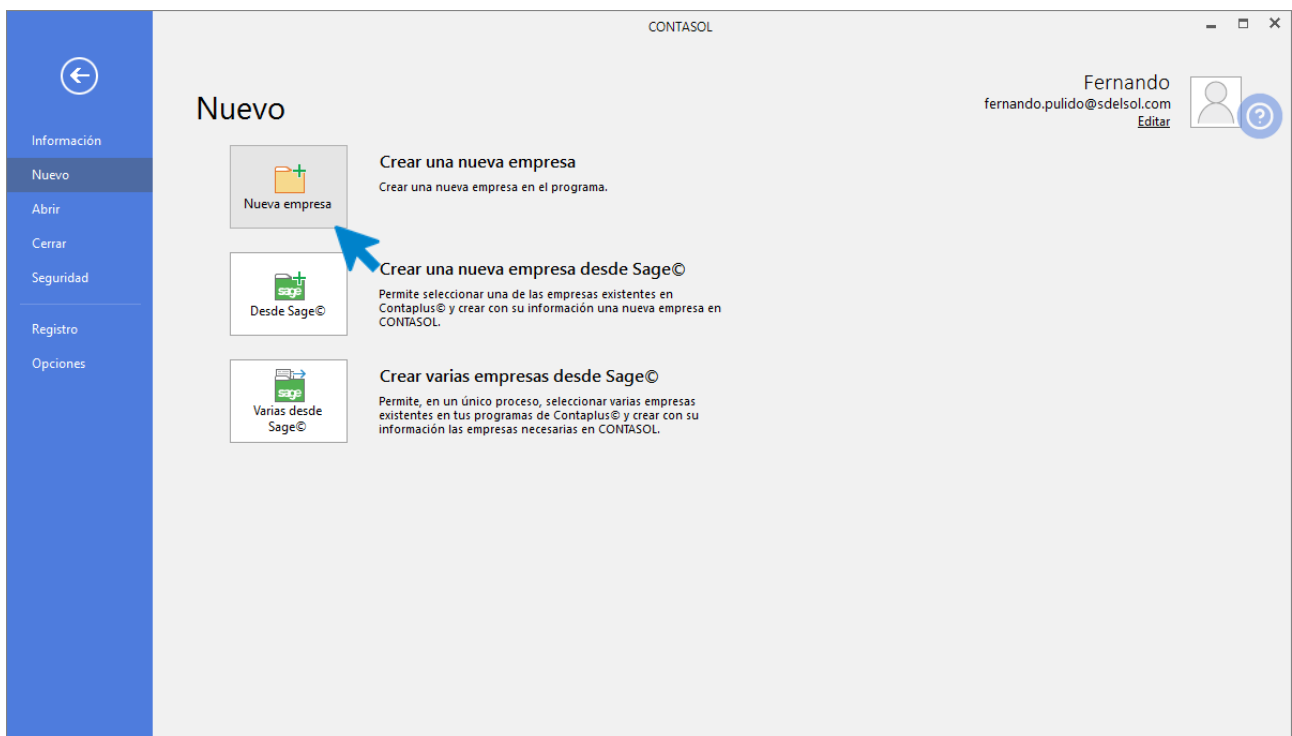 CONTASOL
Fernando
fernando.pulido@sdelsol.com
Editar
Información
Nuevo
Abrir
Cerrar
Seguridad
Registro
Opciones
Nuevo
Nueva empresa
Crear una nueva empresa
Crear una nueva empresa en el programa.
sage
Desde Sage©
Crear una nueva empresa desde Sage©
Permite seleccionar una de las empresas existentes en
Contaplus© y crear con su información una nueva empresa en
CONTASOL.
sage
Varias desde
Sage©
Crear varias empresas desde Sage©
Permite, en un único proceso, seleccionar varias empresas
existentes en tus programas de Contaplus© y crear con su
información las empresas necesarias en CONTASOL.